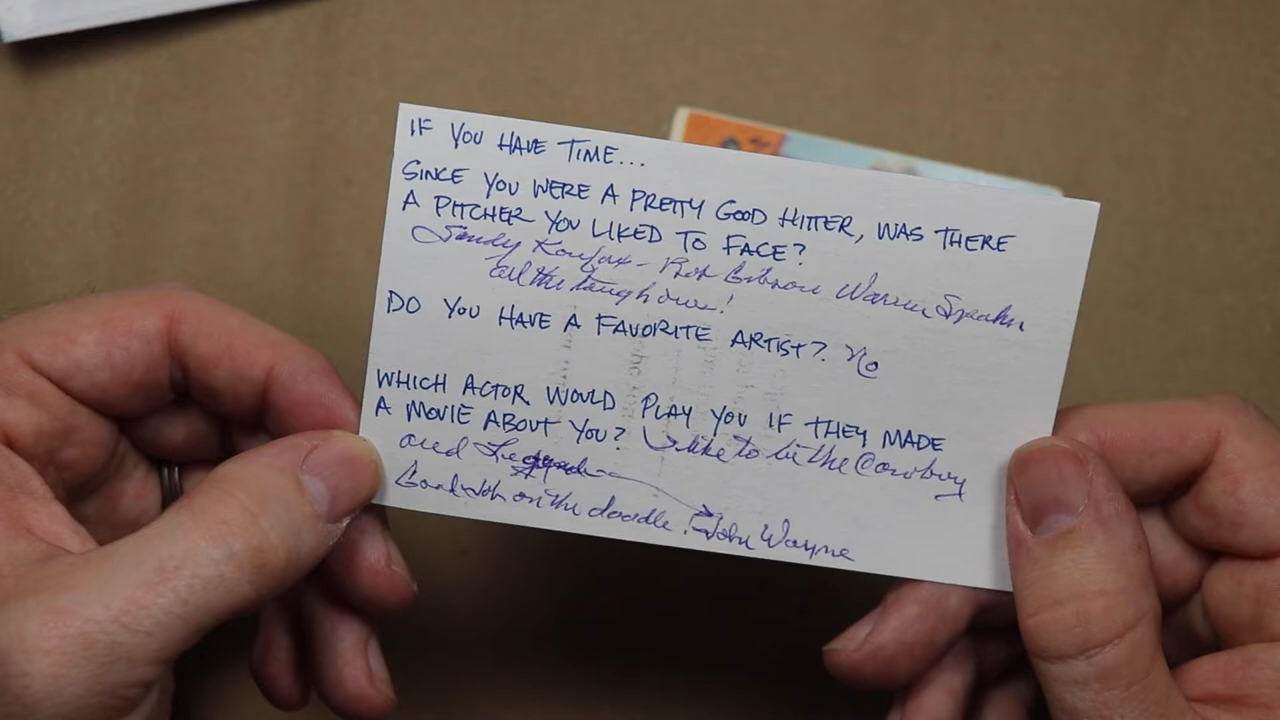 IF YOU HAVE TIME...
SINCE YOU WERE A PRETTY GOOD HITTER, WAS THERE
A PITCHER YOU LIKED TO FACE?
Sandy Koufax - Gibson Warren Spahn
all the tough ones!
DO YOU HAVE A FAVORITE ARTIST? No
WHICH ACTOR WOULD PLAY YOU IF THEY MADE
A MOVIE ABOUT YOU? like to be the Cowboy
and Legend
Good job on the doodle! John Wayne